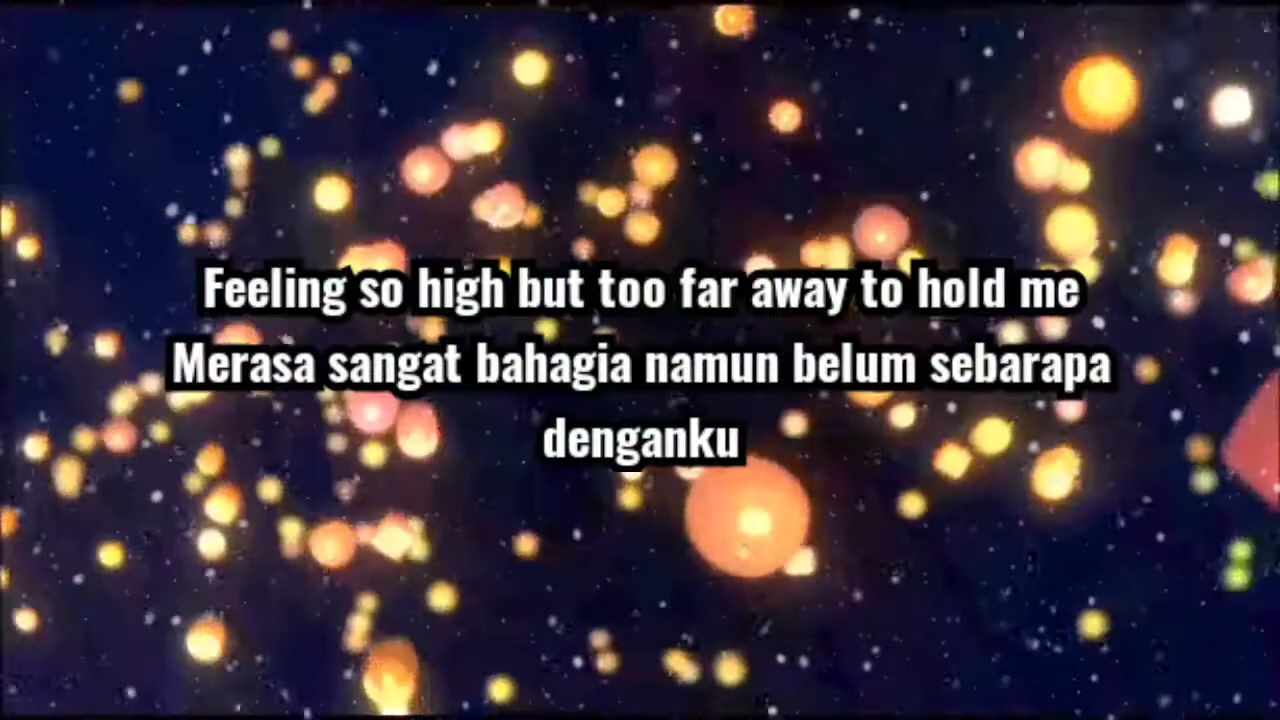 Feeling so high but too far away to hold me
Merasa sangat bahagia namun belum sebarapa
denganku